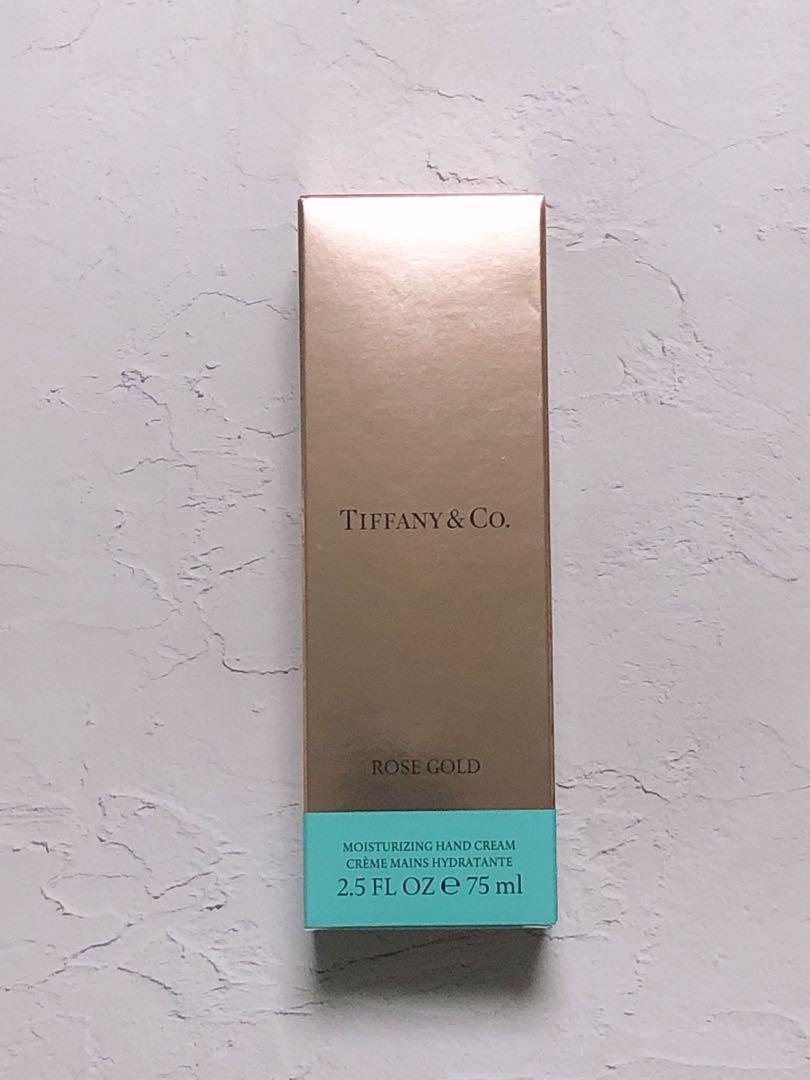 TIFFANY & CO.
ROSE GOLD
MOISTURIZING HAND CREAM
CRÈME MAINS HYDRATANTE
2.5 FL OZ ℮ 75 ml